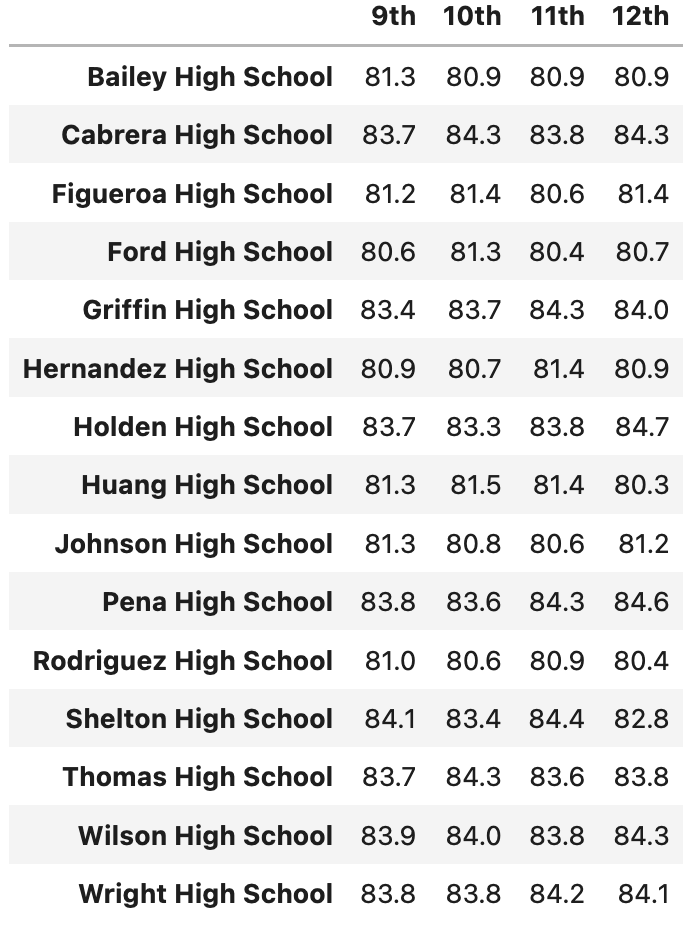 9th 10th 11th 12th
Bailey High School 81.3 80.9 80.9 80.9
Cabrera High School 83.7 84.3 83.8 84.3
Figueroa High School 81.2 81.4 80.6 81.4
Ford High School 80.6 81.3 80.4 80.7
Griffin High School 83.4 83.7 84.3 84.0
Hernandez High School 80.9 80.7 81.4 80.9
Holden High School 83.7 83.3 83.8 84.7
Huang High School 81.3 81.5 81.4 80.3
Johnson High School 81.3 80.8 80.6 81.2
Pena High School 83.8 83.6 84.3 84.6
Rodriguez High School 81.0 80.6 80.9 80.4
Shelton High School 84.1 83.4 84.4 82.8
Thomas High School 83.7 84.3 83.6 83.8
Wilson High School 83.9 84.0 83.8 84.3
Wright High School 83.8 83.8 84.2 84.1